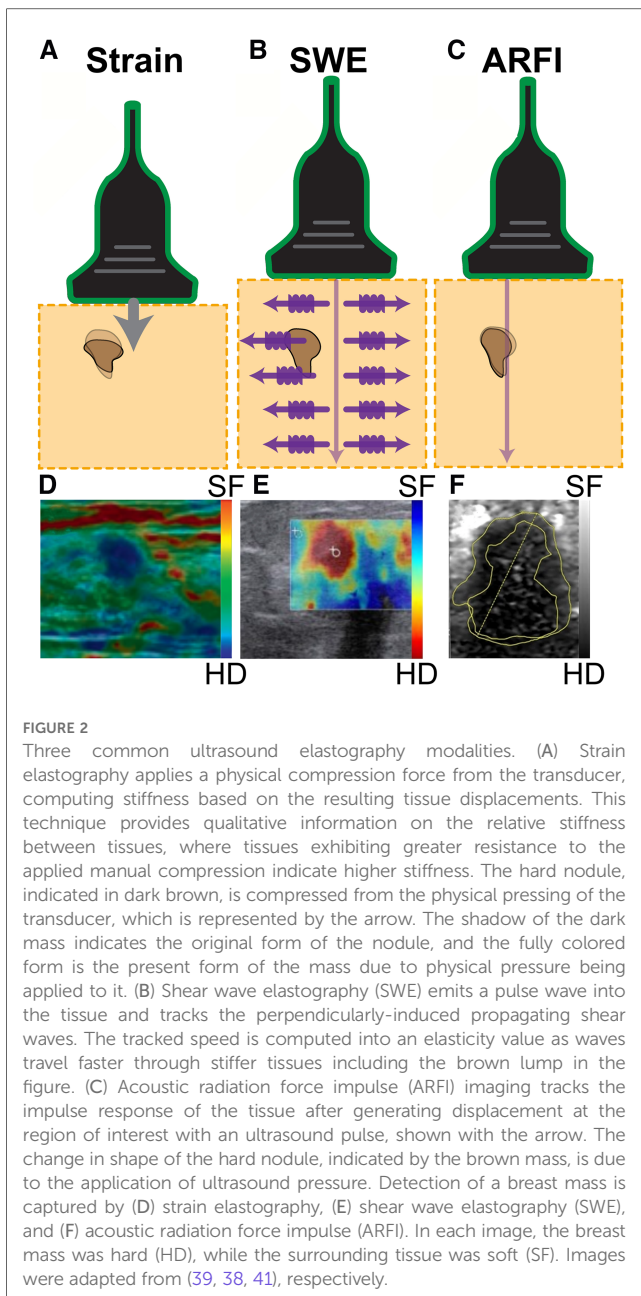 A Strain B SWE C ARFI
D SF E SF F SF
HD HD HD
FIGURE 2
Three common ultrasound elastography modalities. (A) Strain
elastography applies a physical compression force from the transducer,
computing stiffness based on the resulting tissue displacements. This
technique provides qualitative information on the relative stiffness
between tissues, where tissues exhibiting greater resistance to the
applied manual compression indicate higher stiffness. The hard nodule,
indicated in dark brown, is compressed from the physical pressing of the
transducer, which is represented by the arrow. The shadow of the dark
mass indicates the original form of the nodule, and the fully colored
form is the present form of the mass due to physical pressure being
applied to it. (B) Shear wave elastography (SWE) emits a pulse wave into
the tissue and tracks the perpendicularly-induced propagating shear
waves. The tracked speed is computed into an elasticity value as waves
travel faster through stiffer tissues including the brown lump in the
figure. (C) Acoustic radiation force impulse (ARFI) imaging tracks the
impulse response of the tissue after generating displacement at the
region of interest with an ultrasound pulse, shown with the arrow. The
change in shape of the hard nodule, indicated by the brown mass, is due
to the application of ultrasound pressure. Detection of a breast mass is
captured by (D) strain elastography, (E) shear wave elastography (SWE),
and (F) acoustic radiation force impulse (ARFI). In each image, the breast
mass was hard (HD), while the surrounding tissue was soft (SF). Images
were adapted from (39, 38, 41), respectively.